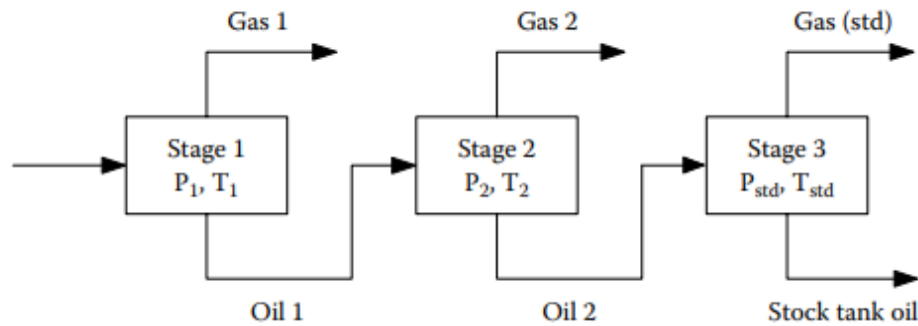 Gas 1
Gas 2
Gas (std)
Stage 1
P1, T1
Stage 2
P2, T2
Stage 3
Pstd, Tstd
Oil 1
Oil 2
Stock tank oil